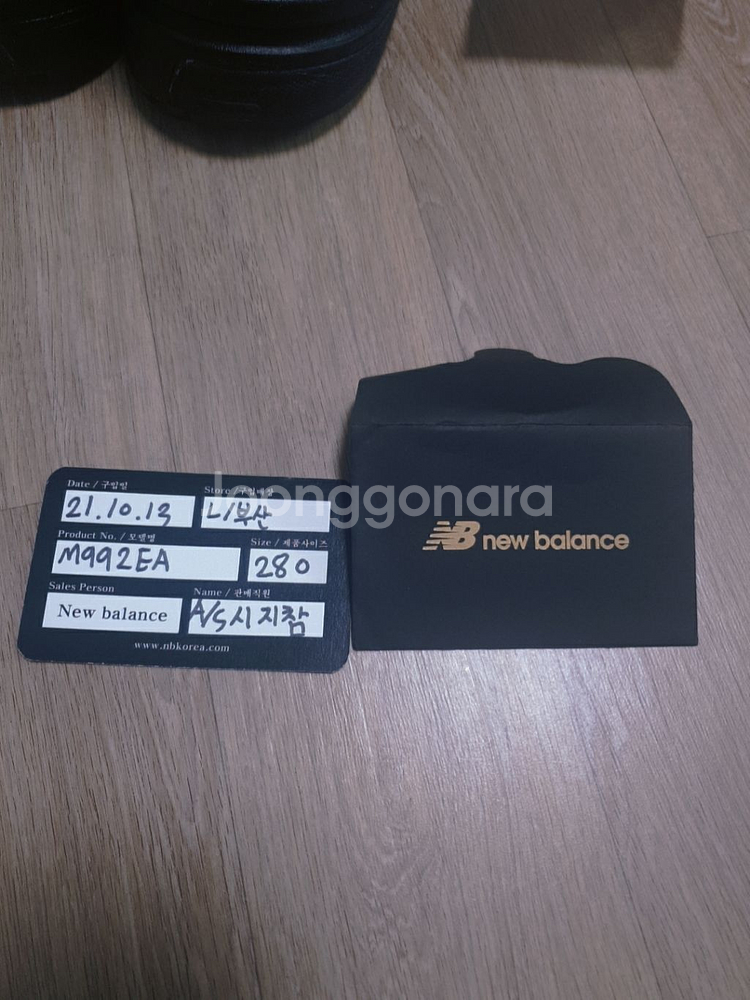 Date / 구입일
Store / 구입매장
21.10.13
L/부산
Product No. / 모델명
Size / 제품사이즈
M992EA
280
Sales Person
Name / 판매직원
New balance
A/S시 지참
www.nbkorea.com
NB new balance
joonggonara